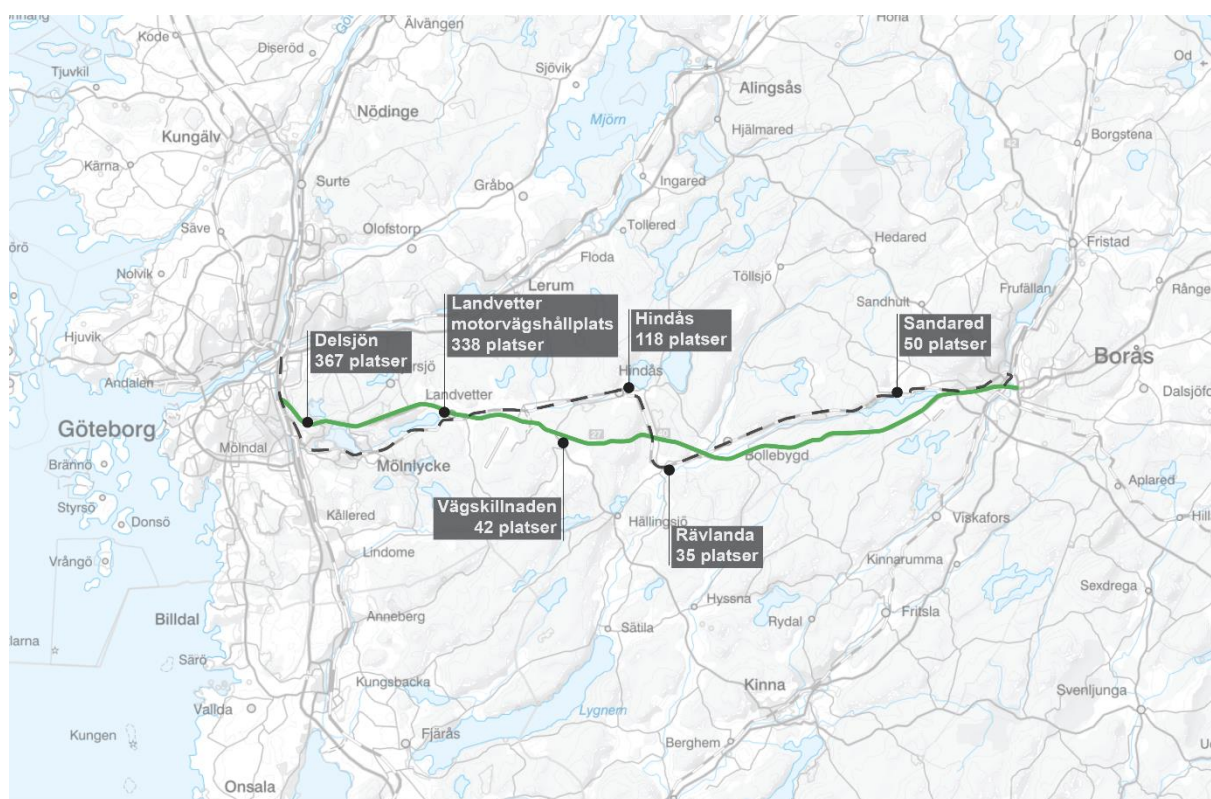 Kode
Diseröd
Älvängen
Tjuvkil
Sjövik
Nödinge
Mjörn
Alingsås
Hjälmared
Od
Kungälv
Borgstena
Kärna
Surte
Gråbo
Ingared
Säve
Olofstorp
Tollered
Hedared
Fristad
Floda
Nolvik
Lerum
Töllsjö
Frufällan
Sandhult
Hjuvik
Landvetter
motorvägshållplats
338 platser
Hindås
118 platser
Sandared
50 platser
Delsjön
367 platser
Borås
Andalen
Hindås
Landvetter
Göteborg
27
40
Mölndal
Mölnlycke
Bollebygd
Brännö
Styrsö
Donsö
Vägskillnaden
42 platser
Aplared
Kållered
Hällingsjö
Viskafors
Vrångö
Rävlanda
35 platser
Lindome
Kinnarumma
Sexdrega
Hyssna
Billdal
Anneberg
Sätila
Rydal
Fritsla
Särö
Kungsbacka
Kinna
Svenljunga
Vallda
Lygnern
Kungen
Fjärås
Berghem
Onsala